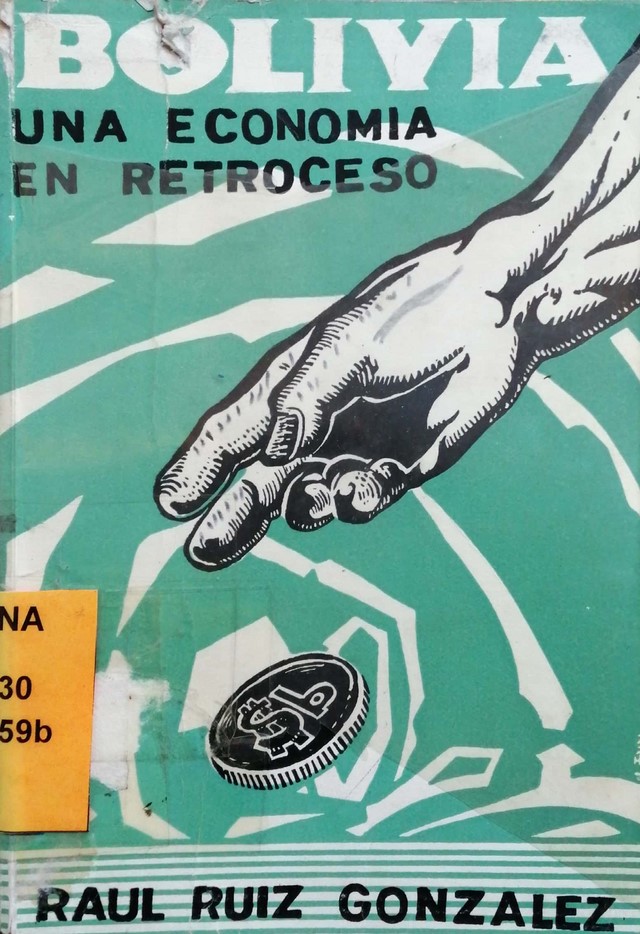 BOLIVIA
UNA ECONOMIA
EN RETROCESO
NA
30
59b
$b
RAUL RUIZ GONZALEZ